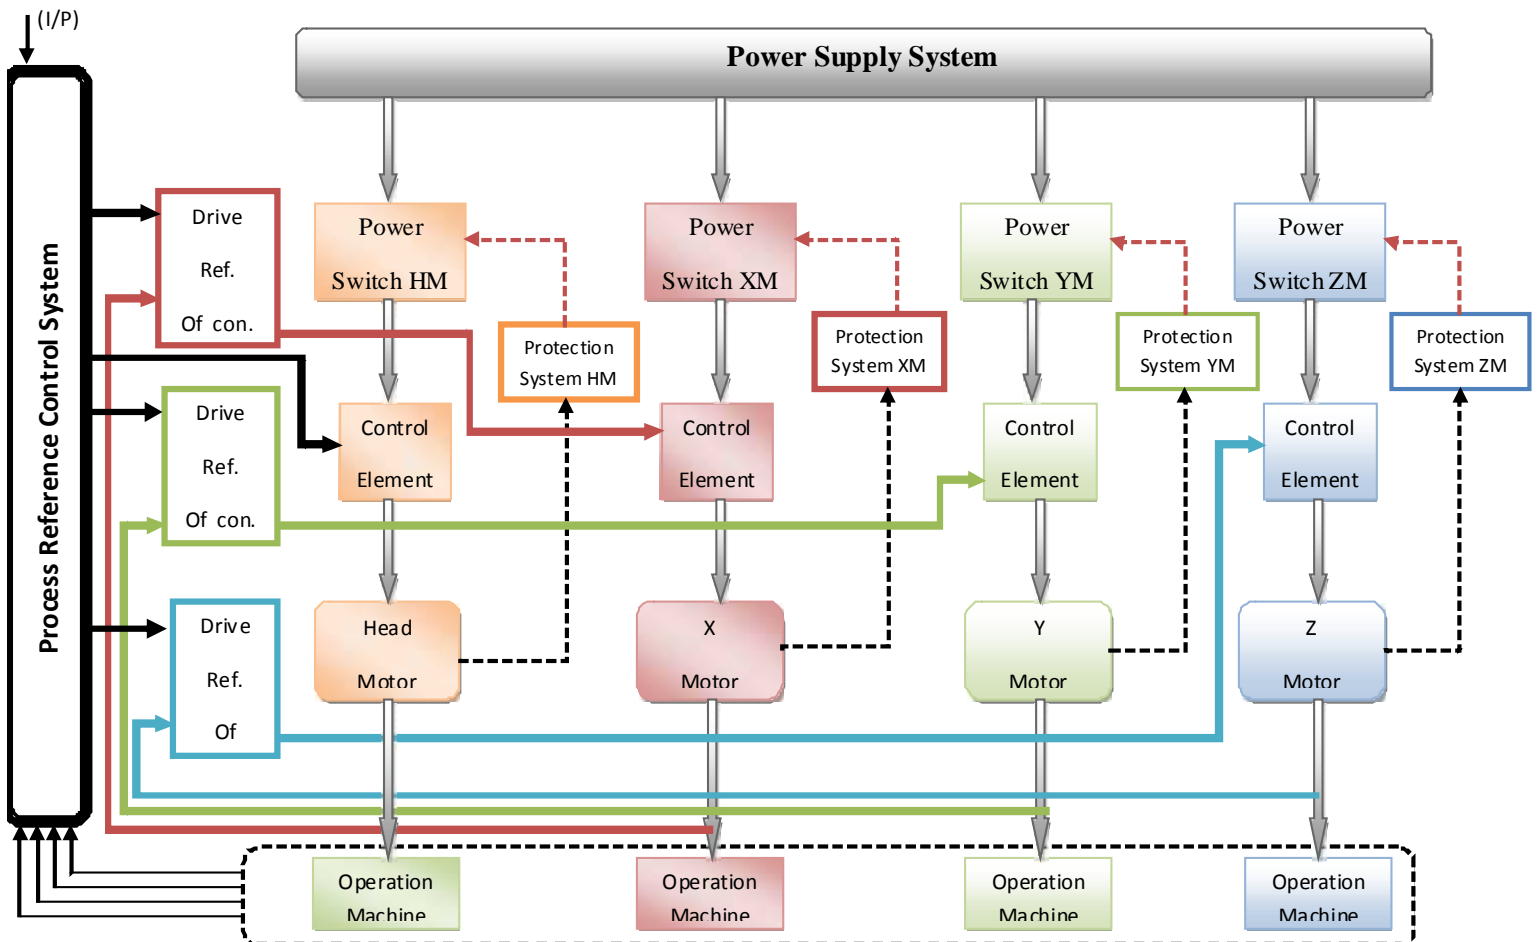 (I/P)
Power Supply System
Process Reference Control System
Drive
Ref.
Of con.
Drive
Ref.
Of con.
Drive
Ref.
Of
Power
Switch HM
Power
Switch XM
Power
Switch YM
Power
Switch ZM
Protection
System HM
Protection
System XM
Protection
System YM
Protection
System ZM
Control
Element
Control
Element
Control
Element
Control
Element
Head
Motor
X
Motor
Y
Motor
Z
Motor
Operation
Machine
Operation
Machine
Operation
Machine
Operation
Machine